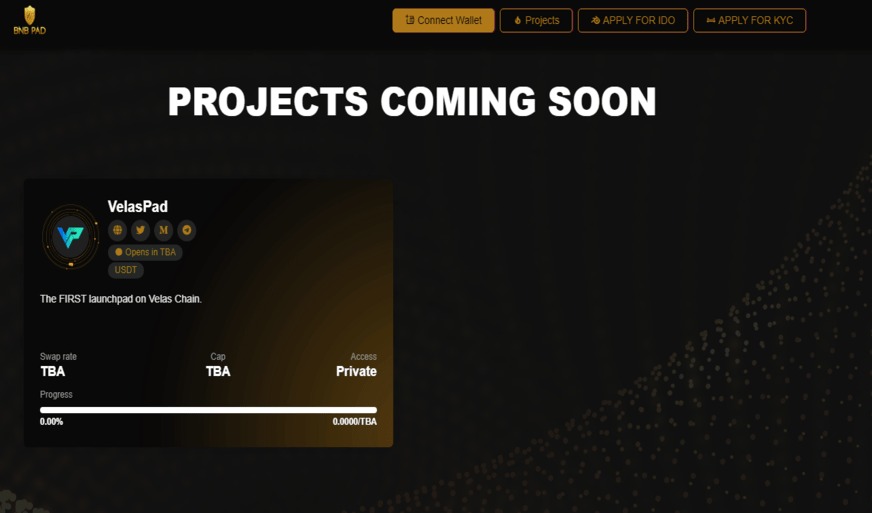 BNB PAD
Connect Wallet
Projects
APPLY FOR IDO
APPLY FOR KYC
PROJECTS COMING SOON
VP
VelasPad
M
Opens in TBA
USDT
The FIRST launchpad on Velas Chain.
Swap rate Cap Access
TBA TBA Private
Progress
0.00% 0.0000/TBA